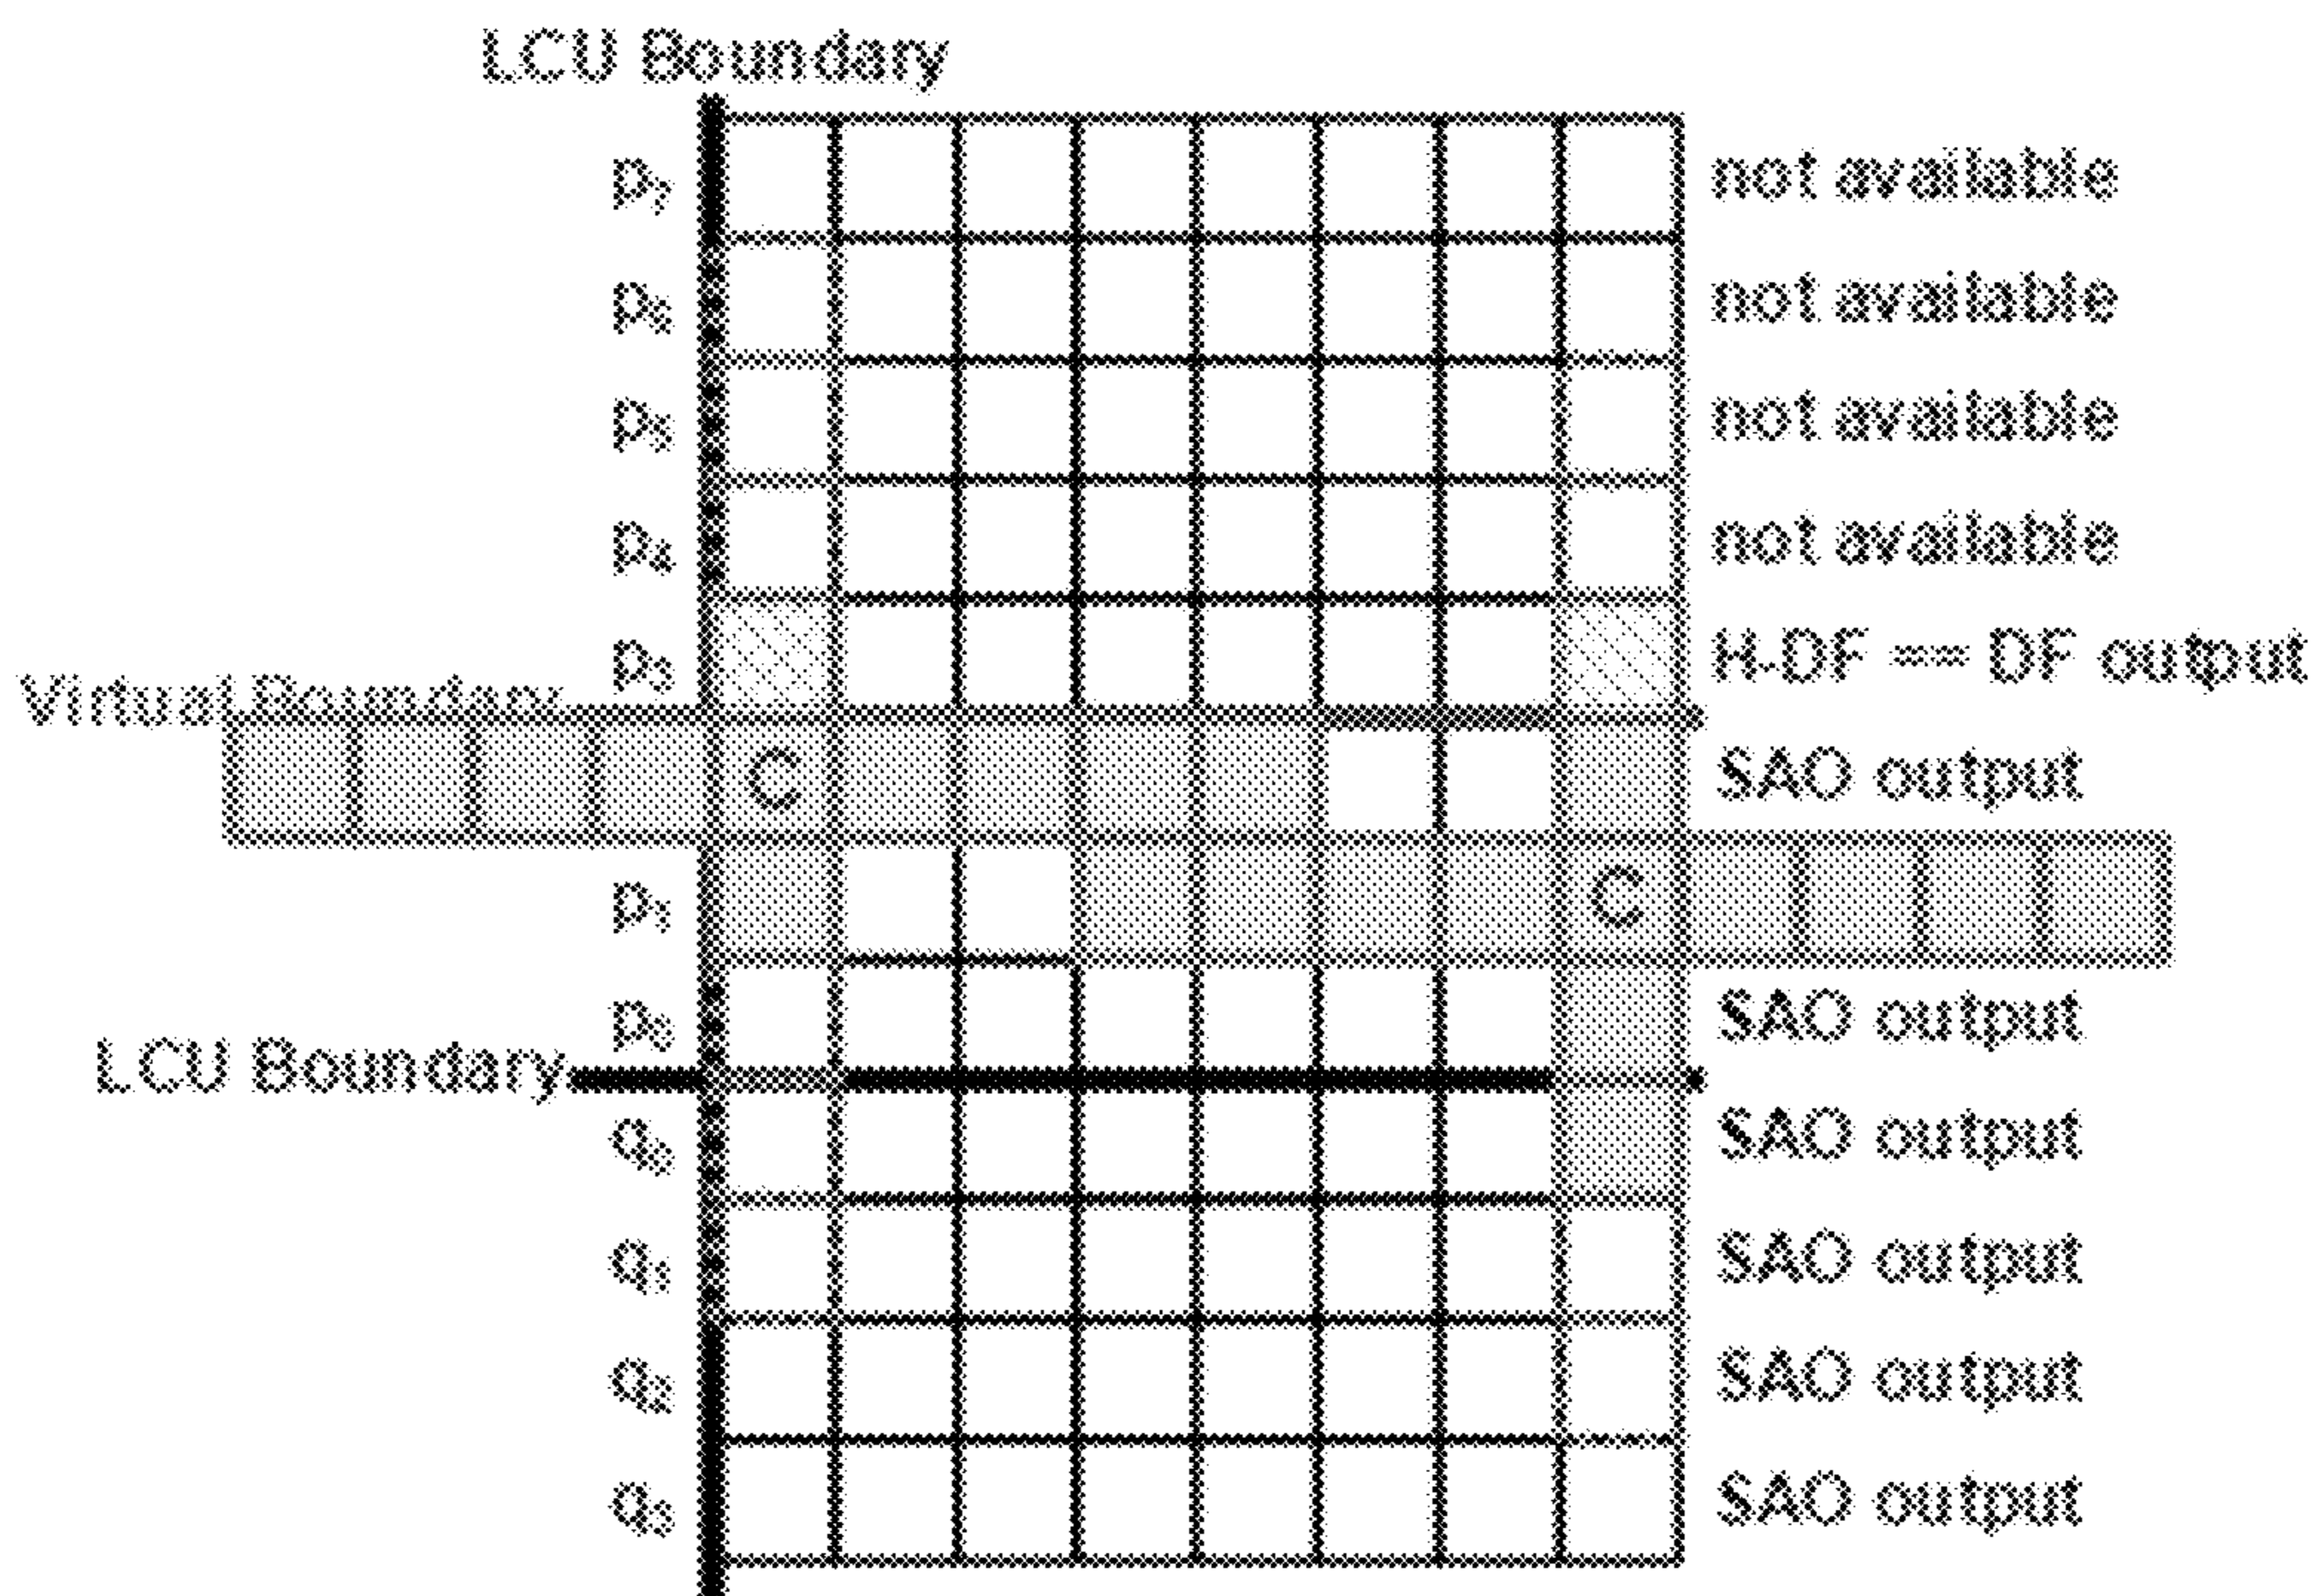 LCU Boundary
p₇ not available
p₆ not available
p₅ not available
p₄ not available
p₃ H-DF == DF output
Virtual Boundary
C SAO output
p₁ C
p₀ SAO output
LCU Boundary
q₀ SAO output
q₁ SAO output
q₂ SAO output
q₃ SAO output